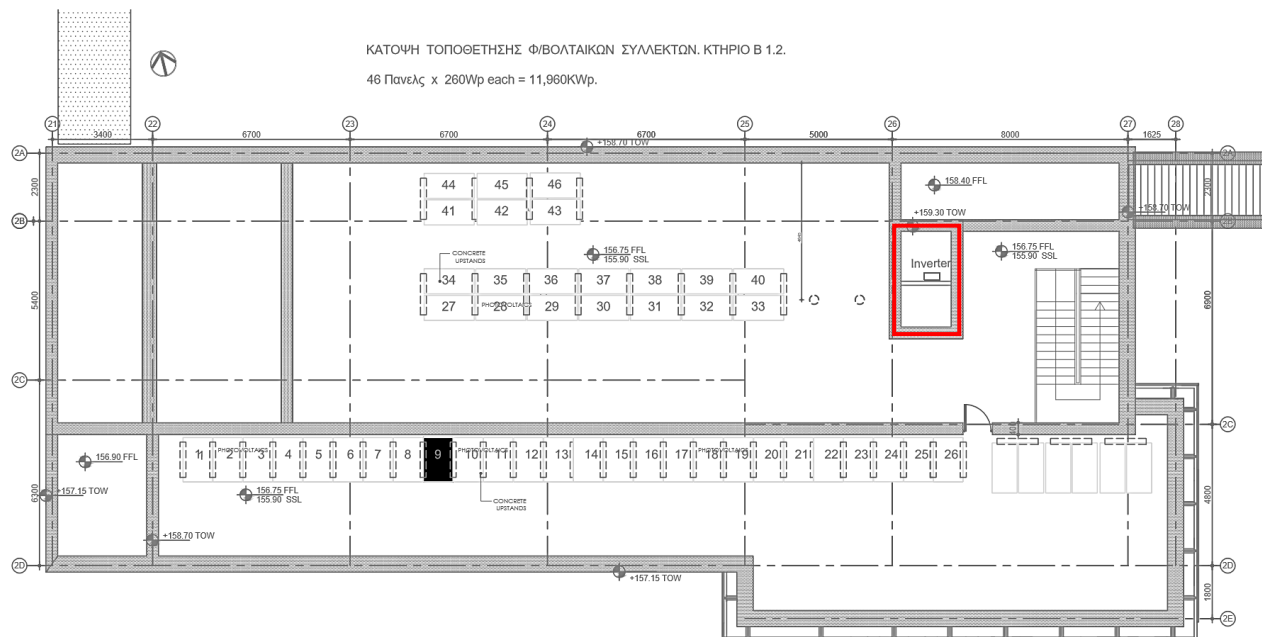 ΚΑΤΟΨΗ ΤΟΠΟΘΕΤΗΣΗΣ Φ/ΒΟΛΤΑΙΚΩΝ ΣΥΛΛΕΚΤΩΝ. ΚΤΗΡΙΟ Β 1.2.
46 Πανελς x 260Wp each = 11,960KWp.
21 22 23 24 25 26 27 28
3400 6700 6700 6700 5000 8000 1625
+158.70 TOW
2A 2A
2300 44 45 46 158.40 FFL 2300
41 42 43 +158.70 TOW
2B +159.30 TOW
CONCRETE UPSTANDS
156.75 FFL
155.90 SSL
156.75 FFL
155.90 SSL
Inverter
34 35 36 37 38 39 40
PHOTOVOLTAICS
27 28 29 30 31 32 33
5400 6900
2C
2C
400
PHOTOVOLTAICS PHOTOVOLTAICS PHOTOVOLTAICS
1 2 3 4 5 6 7 8 9 10 11 12 13 14 15 16 17 18 19 20 21 22 23 24 25 26
156.90 FFL
156.75 FFL
155.90 SSL
+157.15 TOW
CONCRETE UPSTANDS
6300 4800
+158.70 TOW
2D 2D
+157.15 TOW
1800
2E